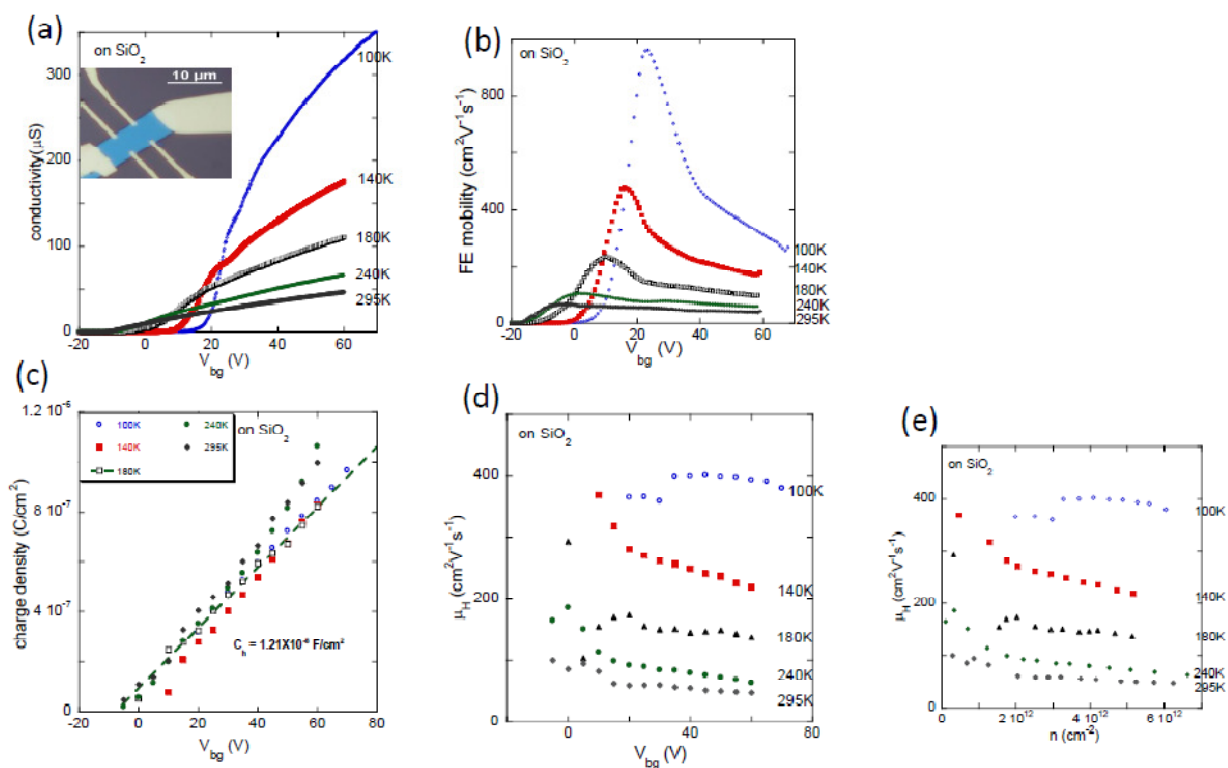 (a)
on SiO2
10 µm
conductivity(µS)
300
250
200
150
100
50
0
-20 0 20 40 60
Vbg (V)
100K
140K
180K
240K
295K
(b)
on SiO2
FE mobility (cm2V-1s-1)
800
400
0
-20 0 20 40 60
Vbg (V)
100K
140K
180K
240K
295K
(c)
on SiO2
100K
240K
140K
295K
180K
charge density (C/cm2)
1.2 10-6
8 10-7
4 10-7
0
-20 0 20 40 60 80
Vbg (V)
(d)
on SiO2
µH (cm2V-1s-1)
400
200
0
0 40 80
Vbg (V)
100K
140K
180K
240K
295K
(e)
on SiO2
µH (cm2V-1s-1)
400
200
0
0 2 1012 4 1012 6 1012
n (cm-2)
100K
140K
180K
240K
295K